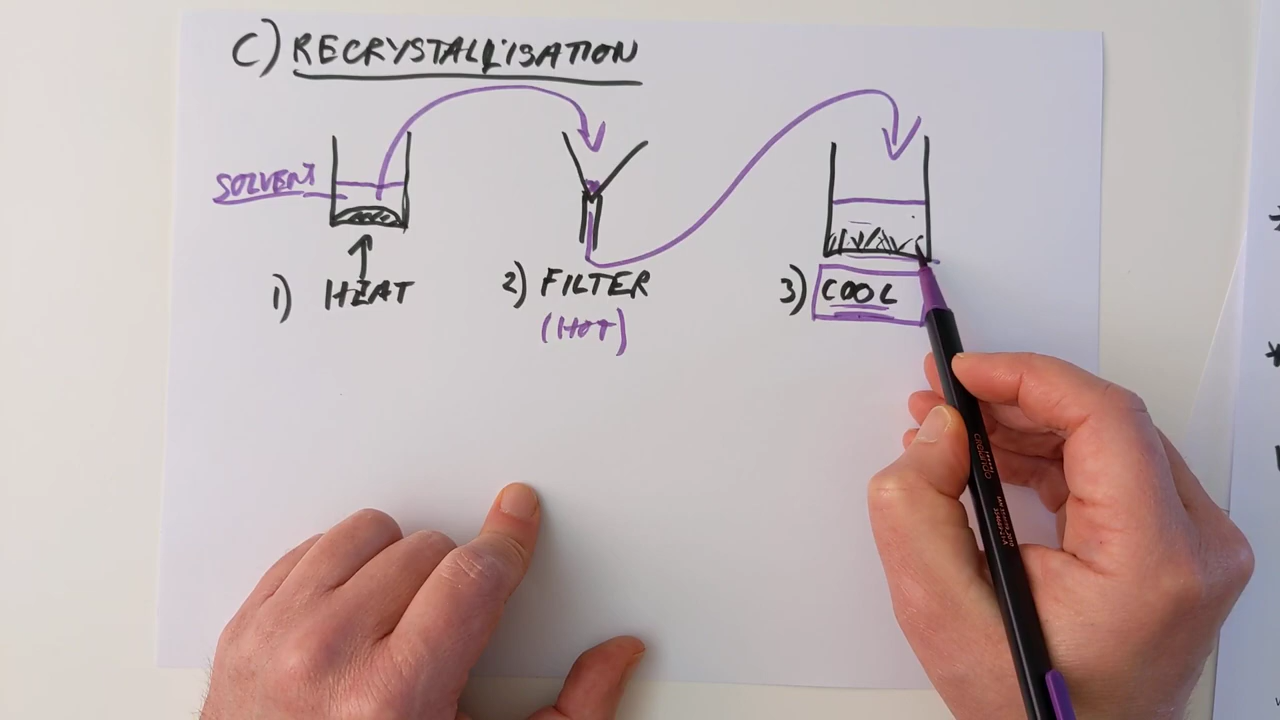 C) RECRYSTALLISATION
SOLVENT
1) HEAT
2) FILTER
(HOT)
3) COOL